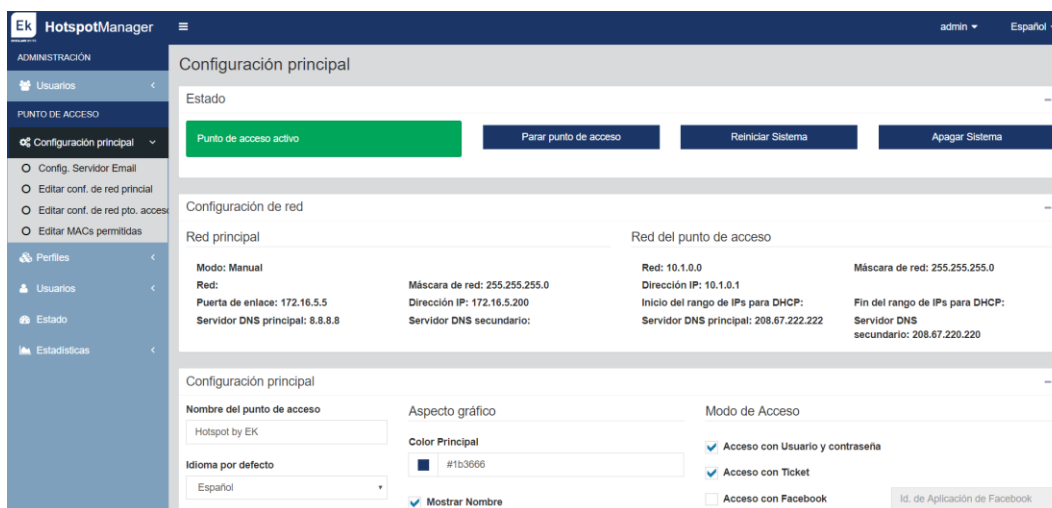 Ek HotspotManager
admin
Español
ADMINISTRACIÓN
Usuarios
PUNTO DE ACCESO
Configuración principal
Config. Servidor Email
Editar conf. de red princial
Editar conf. de red pto. acceso
Editar MACs permitidas
Perfiles
Usuarios
Estado
Estadísticas
Configuración principal
Estado
Punto de acceso activo
Parar punto de acceso
Reiniciar Sistema
Apagar Sistema
Configuración de red
Red principal
Modo: Manual
Red:
Máscara de red: 255.255.255.0
Puerta de enlace: 172.16.5.5
Dirección IP: 172.16.5.200
Servidor DNS principal: 8.8.8.8
Servidor DNS secundario:
Red del punto de acceso
Red: 10.1.0.0
Máscara de red: 255.255.255.0
Dirección IP: 10.1.0.1
Inicio del rango de IPs para DHCP:
Fin del rango de IPs para DHCP:
Servidor DNS principal: 208.67.222.222
Servidor DNS
secundario: 208.67.220.220
Configuración principal
Nombre del punto de acceso
Hotspot by EK
Idioma por defecto
Español
Aspecto gráfico
Color Principal
#1b3666
Mostrar Nombre
Modo de Acceso
Acceso con Usuario y contraseña
Acceso con Ticket
Acceso con Facebook
Id. de Aplicación de Facebook